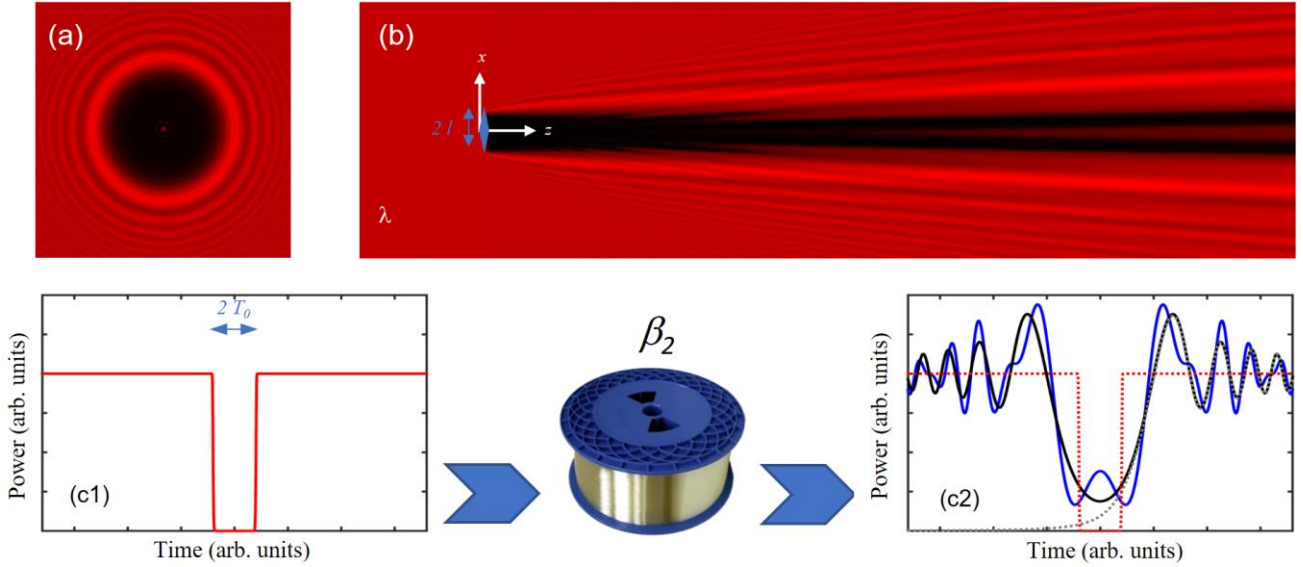 (a)
(b)
x
2 l
z
λ
2 T0
(c1)
Power (arb. units)
Time (arb. units)
β2
(c2)
Power (arb. units)
Time (arb. units)